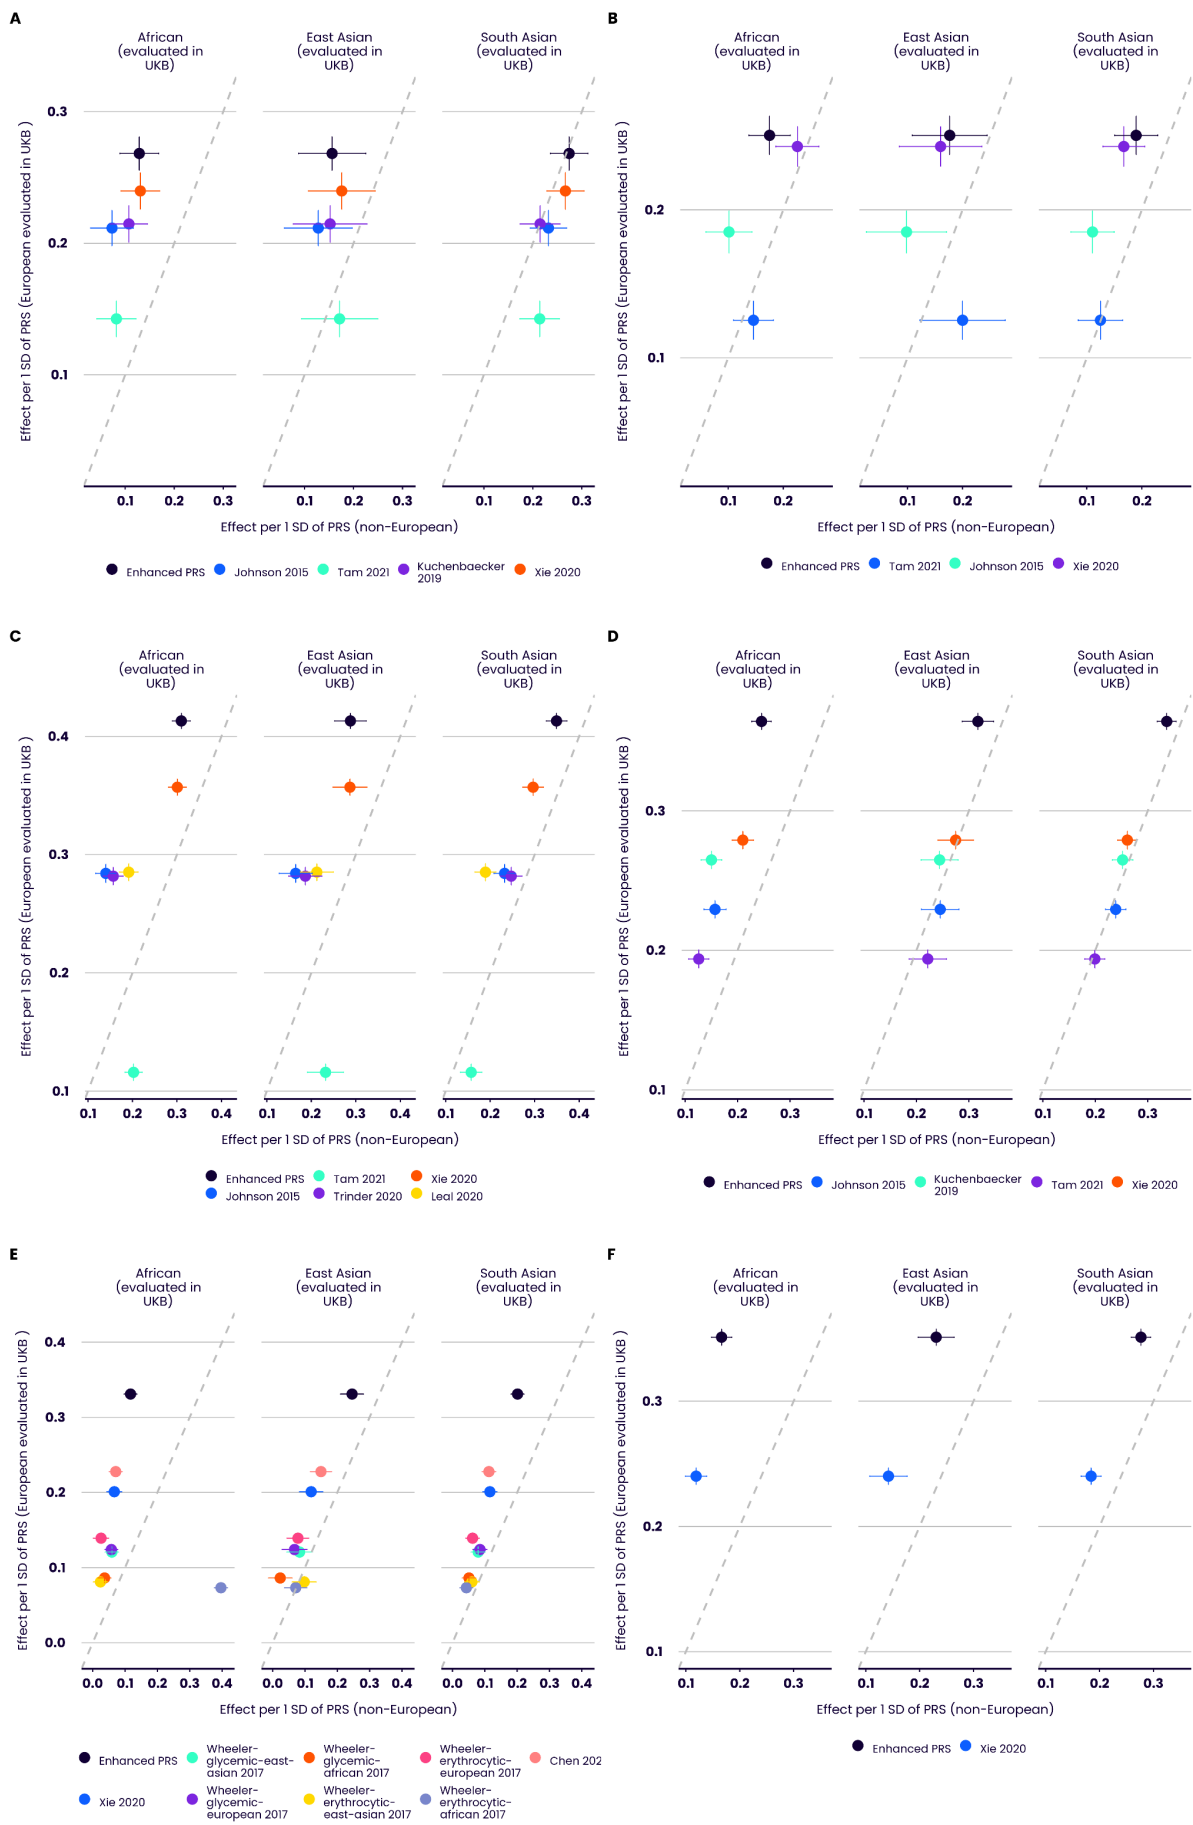 A
African
(evaluated in
UKB)
East Asian
(evaluated in
UKB)
South Asian
(evaluated in
UKB)
Effect per 1 SD of PRS (European evaluated in UKB )
0.3
0.2
0.1
0.1 0.2 0.3 0.1 0.2 0.3 0.1 0.2 0.3
Effect per 1 SD of PRS (non-European)
Enhanced PRS Johnson 2015 Tam 2021 Kuchenbaecker 2019 Xie 2020
B
African
(evaluated in
UKB)
East Asian
(evaluated in
UKB)
South Asian
(evaluated in
UKB)
Effect per 1 SD of PRS (European evaluated in UKB )
0.2
0.1
0.1 0.2 0.1 0.2 0.1 0.2
Effect per 1 SD of PRS (non-European)
Enhanced PRS Tam 2021 Johnson 2015 Xie 2020
C
African
(evaluated in
UKB)
East Asian
(evaluated in
UKB)
South Asian
(evaluated in
UKB)
Effect per 1 SD of PRS (European evaluated in UKB )
0.4
0.3
0.2
0.1
0.1 0.2 0.3 0.4 0.1 0.2 0.3 0.4 0.1 0.2 0.3 0.4
Effect per 1 SD of PRS (non-European)
Enhanced PRS Tam 2021 Xie 2020
Johnson 2015 Trinder 2020 Leal 2020
D
African
(evaluated in
UKB)
East Asian
(evaluated in
UKB)
South Asian
(evaluated in
UKB)
Effect per 1 SD of PRS (European evaluated in UKB )
0.3
0.2
0.1
0.1 0.2 0.3 0.1 0.2 0.3 0.1 0.2 0.3
Effect per 1 SD of PRS (non-European)
Enhanced PRS Johnson 2015 Kuchenbaecker 2019 Tam 2021 Xie 2020
E
African
(evaluated in
UKB)
East Asian
(evaluated in
UKB)
South Asian
(evaluated in
UKB)
Effect per 1 SD of PRS (European evaluated in UKB )
0.4
0.3
0.2
0.1
0.0
0.0 0.1 0.2 0.3 0.4 0.0 0.1 0.2 0.3 0.4 0.0 0.1 0.2 0.3 0.4
Effect per 1 SD of PRS (non-European)
Enhanced PRS
Wheeler-
glycemic-east-
asian 2017
Wheeler-
glycemic-
african 2017
Wheeler-
erythrocytic-
european 2017
Chen 202
Xie 2020
Wheeler-
glycemic-
european 2017
Wheeler-
erythrocytic-
east-asian 2017
Wheeler-
erythrocytic-
african 2017
F
African
(evaluated in
UKB)
East Asian
(evaluated in
UKB)
South Asian
(evaluated in
UKB)
Effect per 1 SD of PRS (European evaluated in UKB )
0.3
0.2
0.1
0.1 0.2 0.3 0.1 0.2 0.3 0.1 0.2 0.3
Effect per 1 SD of PRS (non-European)
Enhanced PRS Xie 2020